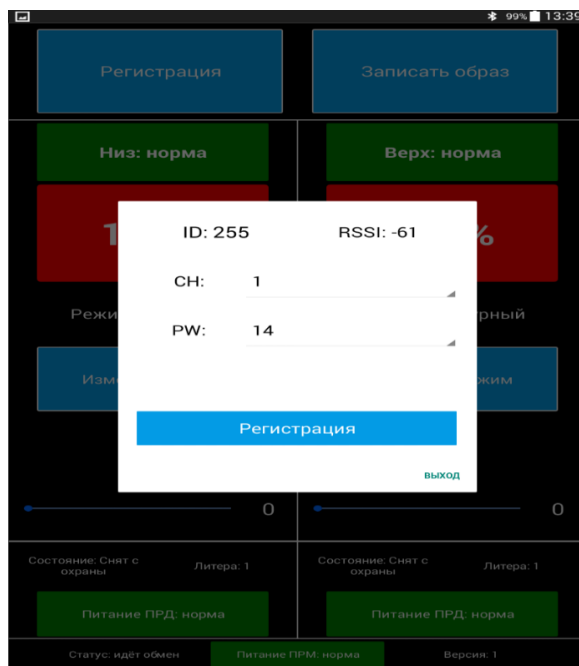 99% 13:39
Регистрация
Записать образ
Низ: норма
Верх: норма
ID: 255
RSSI: -61
%
CH: 1
PW: 14
Регистрация
выход
0
0
Состояние: Снят с
охраны
Литера: 1
Состояние: Снят с
охраны
Литера: 1
Питание ПРД: норма
Питание ПРД: норма
Статус: идёт обмен
Питание ПРМ: норма
Версия: 1